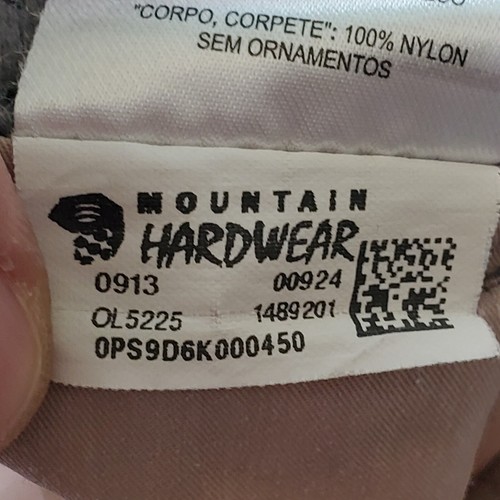 "CORPO, CORPETE": 100% NYLON
SEM ORNAMENTOS
MOUNTAIN
HARDWEAR
0913 00924
OL5225 1489201
0PS9D6K000450